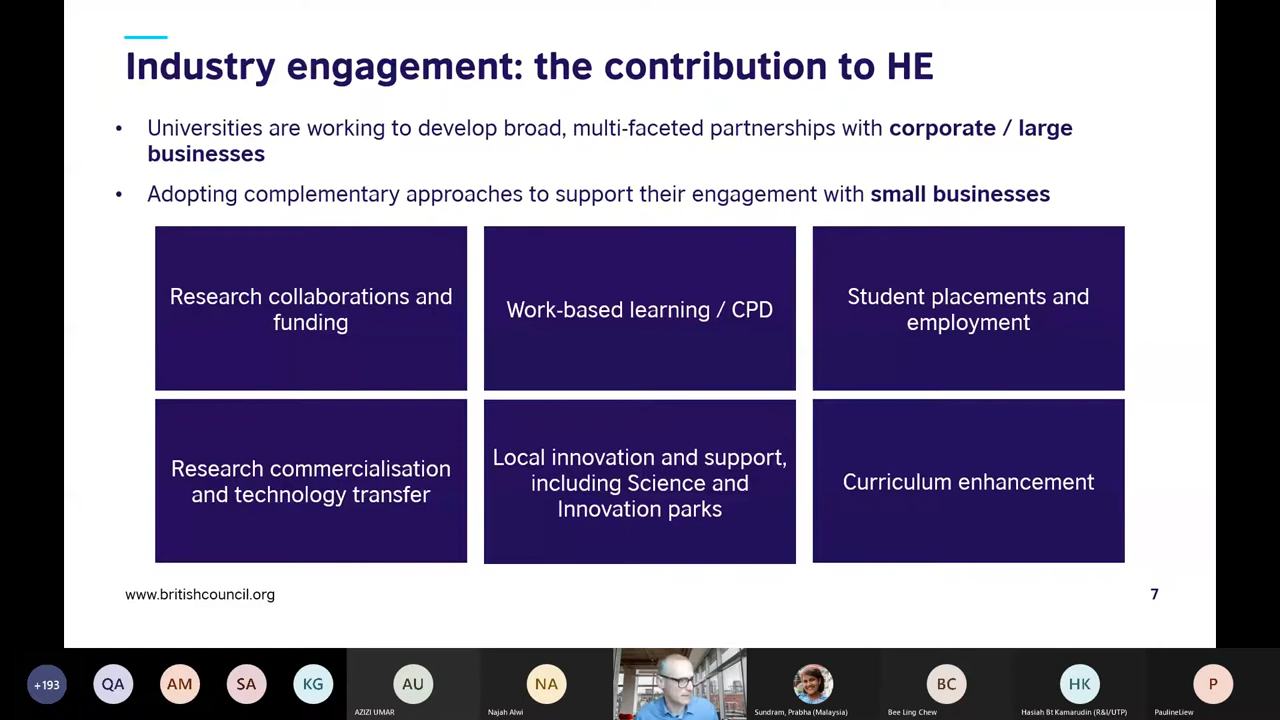 Industry engagement: the contribution to HE
• Universities are working to develop broad, multi-faceted partnerships with corporate / large
businesses
• Adopting complementary approaches to support their engagement with small businesses
Research collaborations and
funding
Work-based learning / CPD
Student placements and
employment
Research commercialisation
and technology transfer
Local innovation and support,
including Science and
Innovation parks
Curriculum enhancement
www.britishcouncil.org
7
+193
QA
AM
SA
KG
AU
AZIZI UMAR
NA
Najah Alwi
Sundram, Prabha (Malaysia)
BC
Bee Ling Chew
HK
Hasiah Bt Kamarudin (R&I/UTP)
P
PaulineLiew